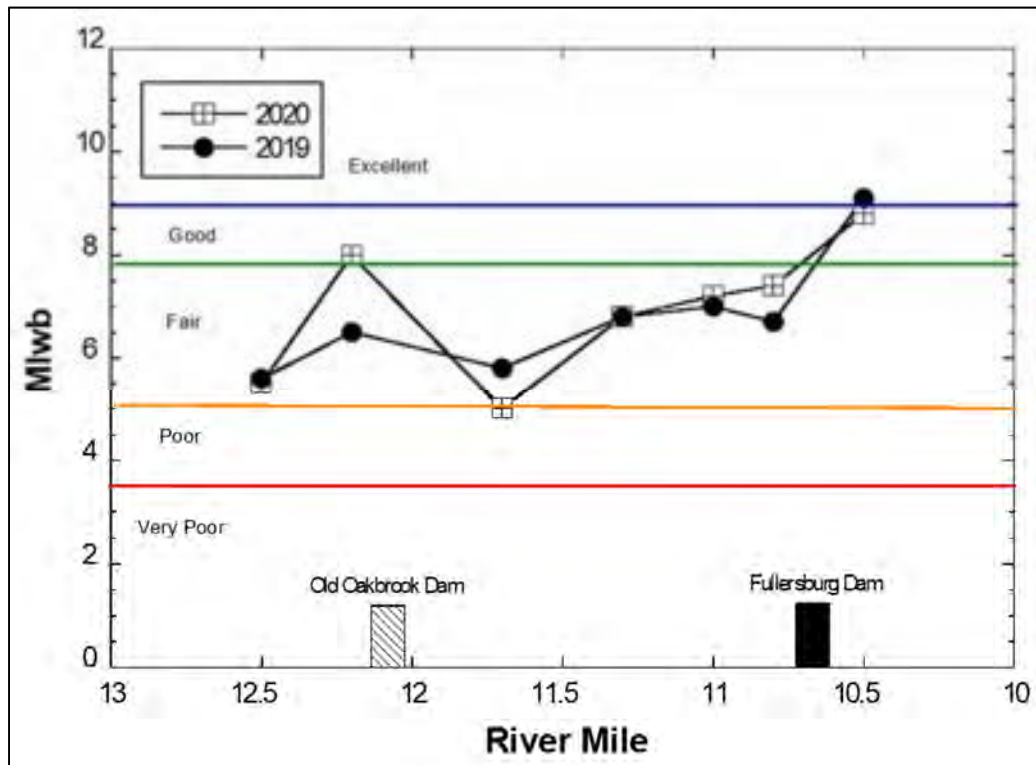 12
2020
2019
Excellent
10
Good
8
Fair
MIwb
6
Poor
4
Very Poor
2
Old Oakbrook Dam
Fullersburg Dam
0
13 12.5 12 11.5 11 10.5 10
River Mile